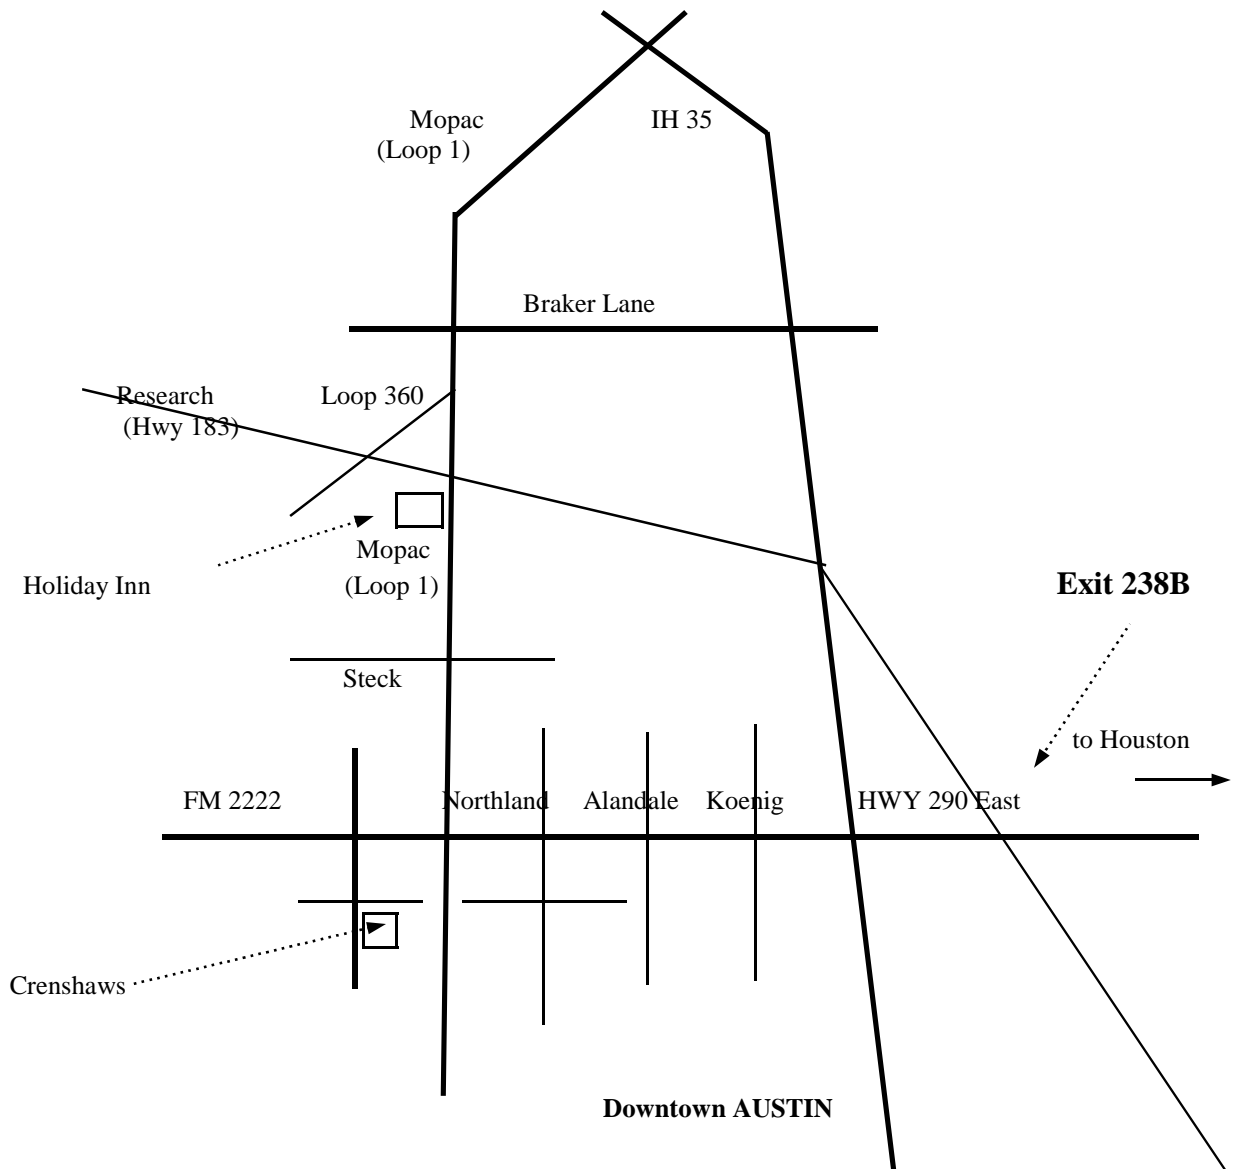 Mopac
(Loop 1)
IH 35
Braker Lane
Research
(Hwy 183)
Loop 360
Holiday Inn
Mopac
(Loop 1)
Exit 238B
Steck
to Houston
FM 2222
Northland
Alandale
Koenig
HWY 290 East
Crenshaws
Downtown AUSTIN